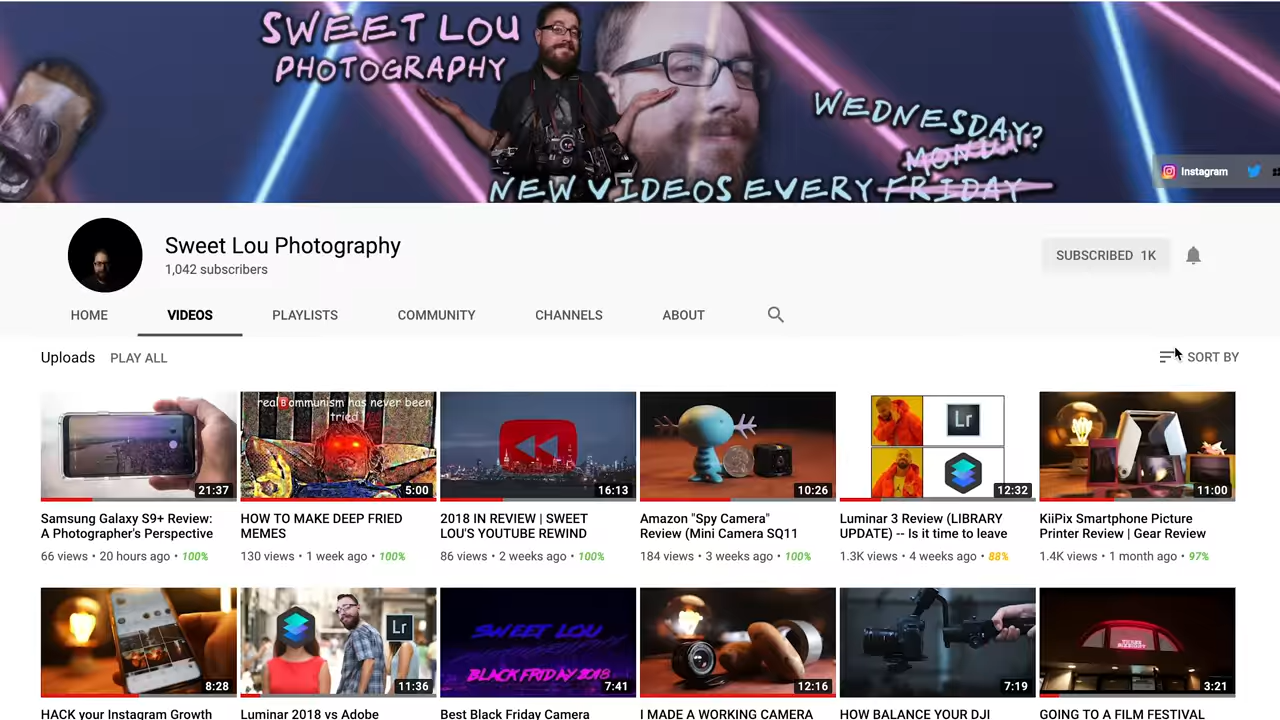 SWEET LOU
PHOTOGRAPHY
WEDNESDAY?
MONDAY
NEW VIDEOS EVERY FRIDAY
Instagram
Sweet Lou Photography
1,042 subscribers
SUBSCRIBED 1K
HOME VIDEOS PLAYLISTS COMMUNITY CHANNELS ABOUT
Uploads PLAY ALL
SORT BY
real B ommunism has never been
tried
Lr
21:37 5:00 16:13 10:26 12:32 11:00
Samsung Galaxy S9+ Review:
A Photographer's Perspective
66 views • 20 hours ago • 100%
HOW TO MAKE DEEP FRIED
MEMES
130 views • 1 week ago • 100%
2018 IN REVIEW | SWEET
LOU'S YOUTUBE REWIND
86 views • 2 weeks ago • 100%
Amazon "Spy Camera"
Review (Mini Camera SQ11
184 views • 3 weeks ago • 100%
Luminar 3 Review (LIBRARY
UPDATE) -- Is it time to leave
1.3K views • 4 weeks ago • 88%
KiiPix Smartphone Picture
Printer Review | Gear Review
1.4K views • 1 month ago • 97%
Lr
SWEET LOU
PHOTOGRAPHY
BLACK FRIDAY 2018
8:28 11:36 7:41 12:16 7:19 3:21
HACK your Instagram Growth
Luminar 2018 vs Adobe
Best Black Friday Camera
I MADE A WORKING CAMERA
HOW BALANCE YOUR DJI
GOING TO A FILM FESTIVAL